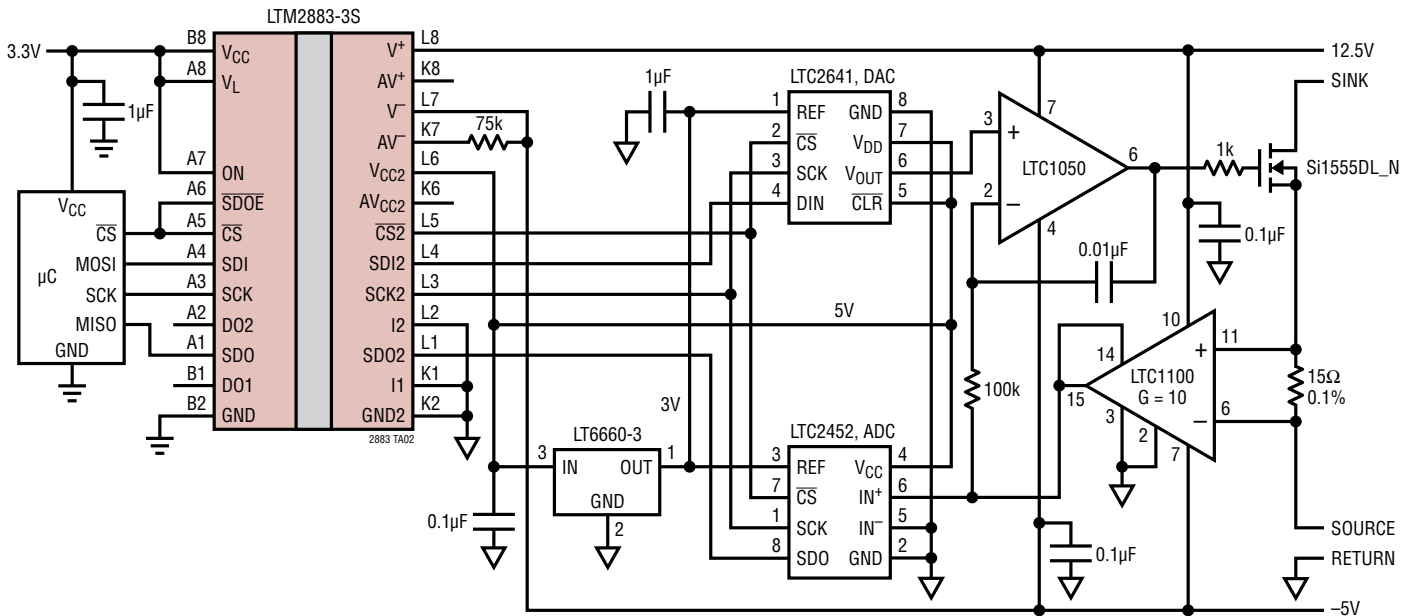 LTM2883-3S
3.3V
1µF
B8
VCC
A8
VL
A7
ON
A6
SDOE
A5
CS
A4
SDI
A3
SCK
A2
DO2
A1
SDO
B1
DO1
B2
GND
VCC
CS
MOSI
µC
SCK
MISO
GND
V+
L8
AV+
K8
V–
L7
AV–
K7
75k
VCC2
L6
AVCC2
K6
CS2
L5
SDI2
L4
SCK2
L3
I2
L2
SDO2
L1
I1
K1
GND2
K2
2883 TA02
1µF
LTC2641, DAC
1
REF
GND
8
2
CS
VDD
7
3
SCK
VOUT
6
4
DIN
CLR
5
5V
3V
LT6660-3
3
IN
OUT
1
GND
2
0.1µF
LTC2452, ADC
3
REF
VCC
4
7
CS
IN+
6
1
SCK
IN–
5
8
SDO
GND
2
3
+
7
LTC1050
6
2
–
4
0.01µF
100k
1k
12.5V
SINK
Si1555DL_N
0.1µF
10
14
+
11
LTC1100
G = 10
15
3
2
–
6
7
15Ω
0.1%
0.1µF
SOURCE
RETURN
–5V